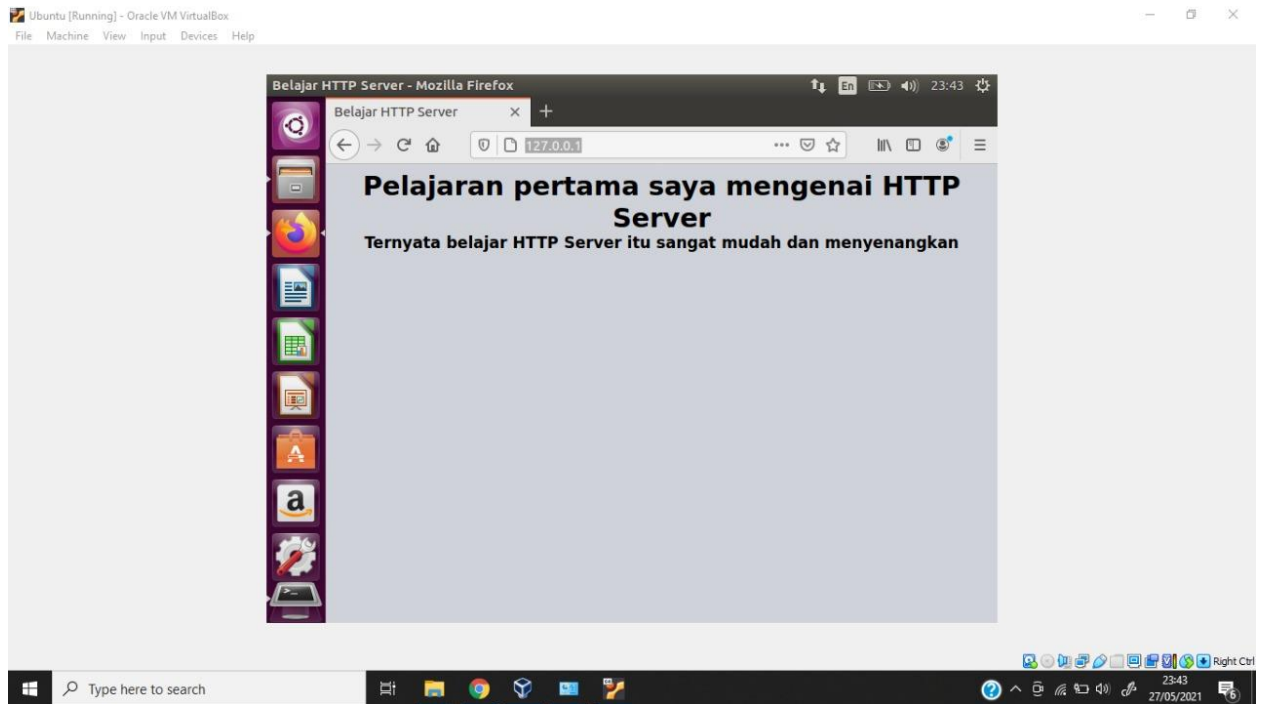 Ubuntu [Running] - Oracle VM VirtualBox
File Machine View Input Devices Help
Belajar HTTP Server - Mozilla Firefox
En 23:43
Belajar HTTP Server
127.0.0.1
Pelajaran pertama saya mengenai HTTP
Server
Ternyata belajar HTTP Server itu sangat mudah dan menyenangkan
Right Ctrl
Type here to search
23:43
27/05/2021
6